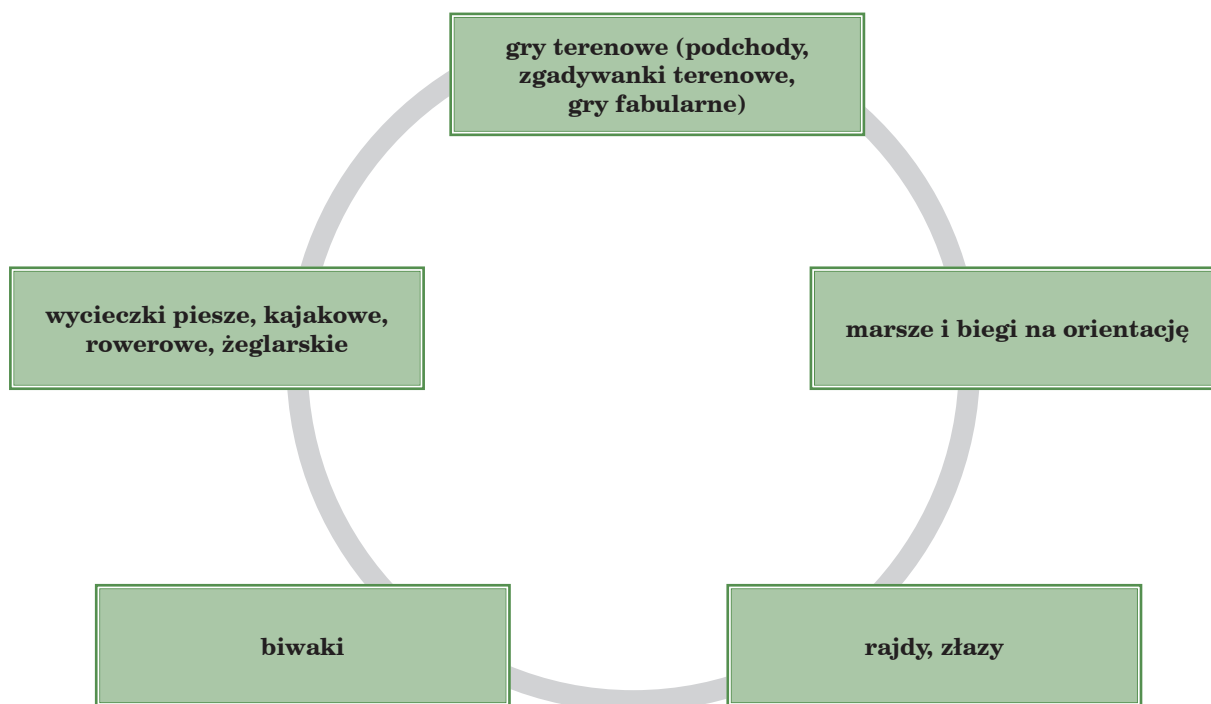 gry terenowe (podchody,
zgadywanki terenowe,
gry fabularne)
wycieczki piesze, kajakowe,
rowerowe, żeglarskie
marsze i biegi na orientację
biwaki
rajdy, złazy